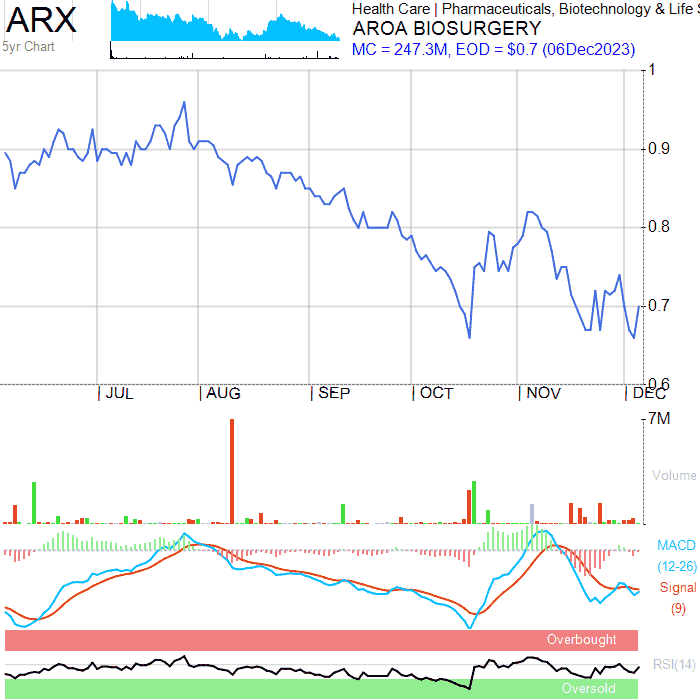 ARX
5yr Chart
Health Care | Pharmaceuticals, Biotechnology & Life S
AROA BIOSURGERY
MC = 247.3M, EOD = $0.7 (06Dec2023)
1
0.9
0.8
0.7
0.6
JUL AUG SEP OCT NOV DEC
7M
Volume
MACD
(12-26)
Signal
(9)
Overbought
RSI(14)
Oversold